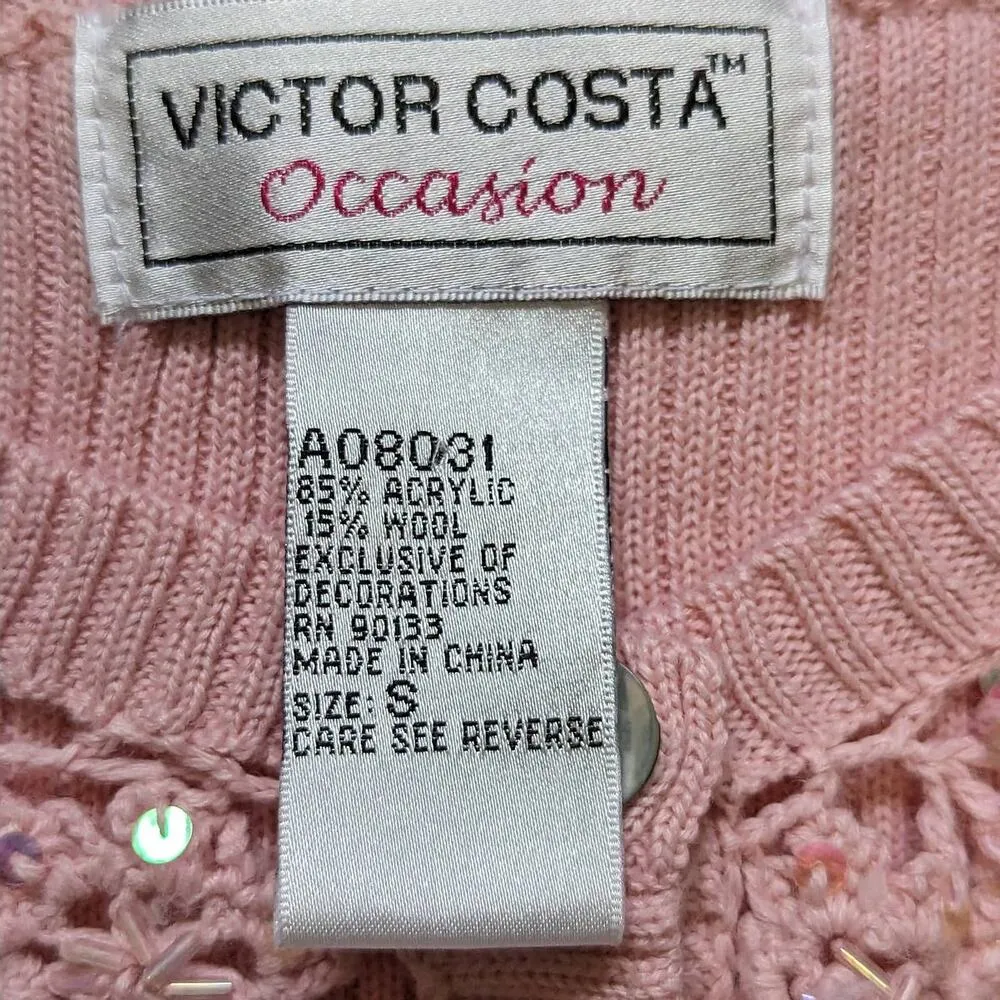 VICTOR COSTA™
Occasion
A08031
85% ACRYLIC
15% WOOL
EXCLUSIVE OF
DECORATIONS
RN 90133
MADE IN CHINA
SIZE: S
CARE SEE REVERSE